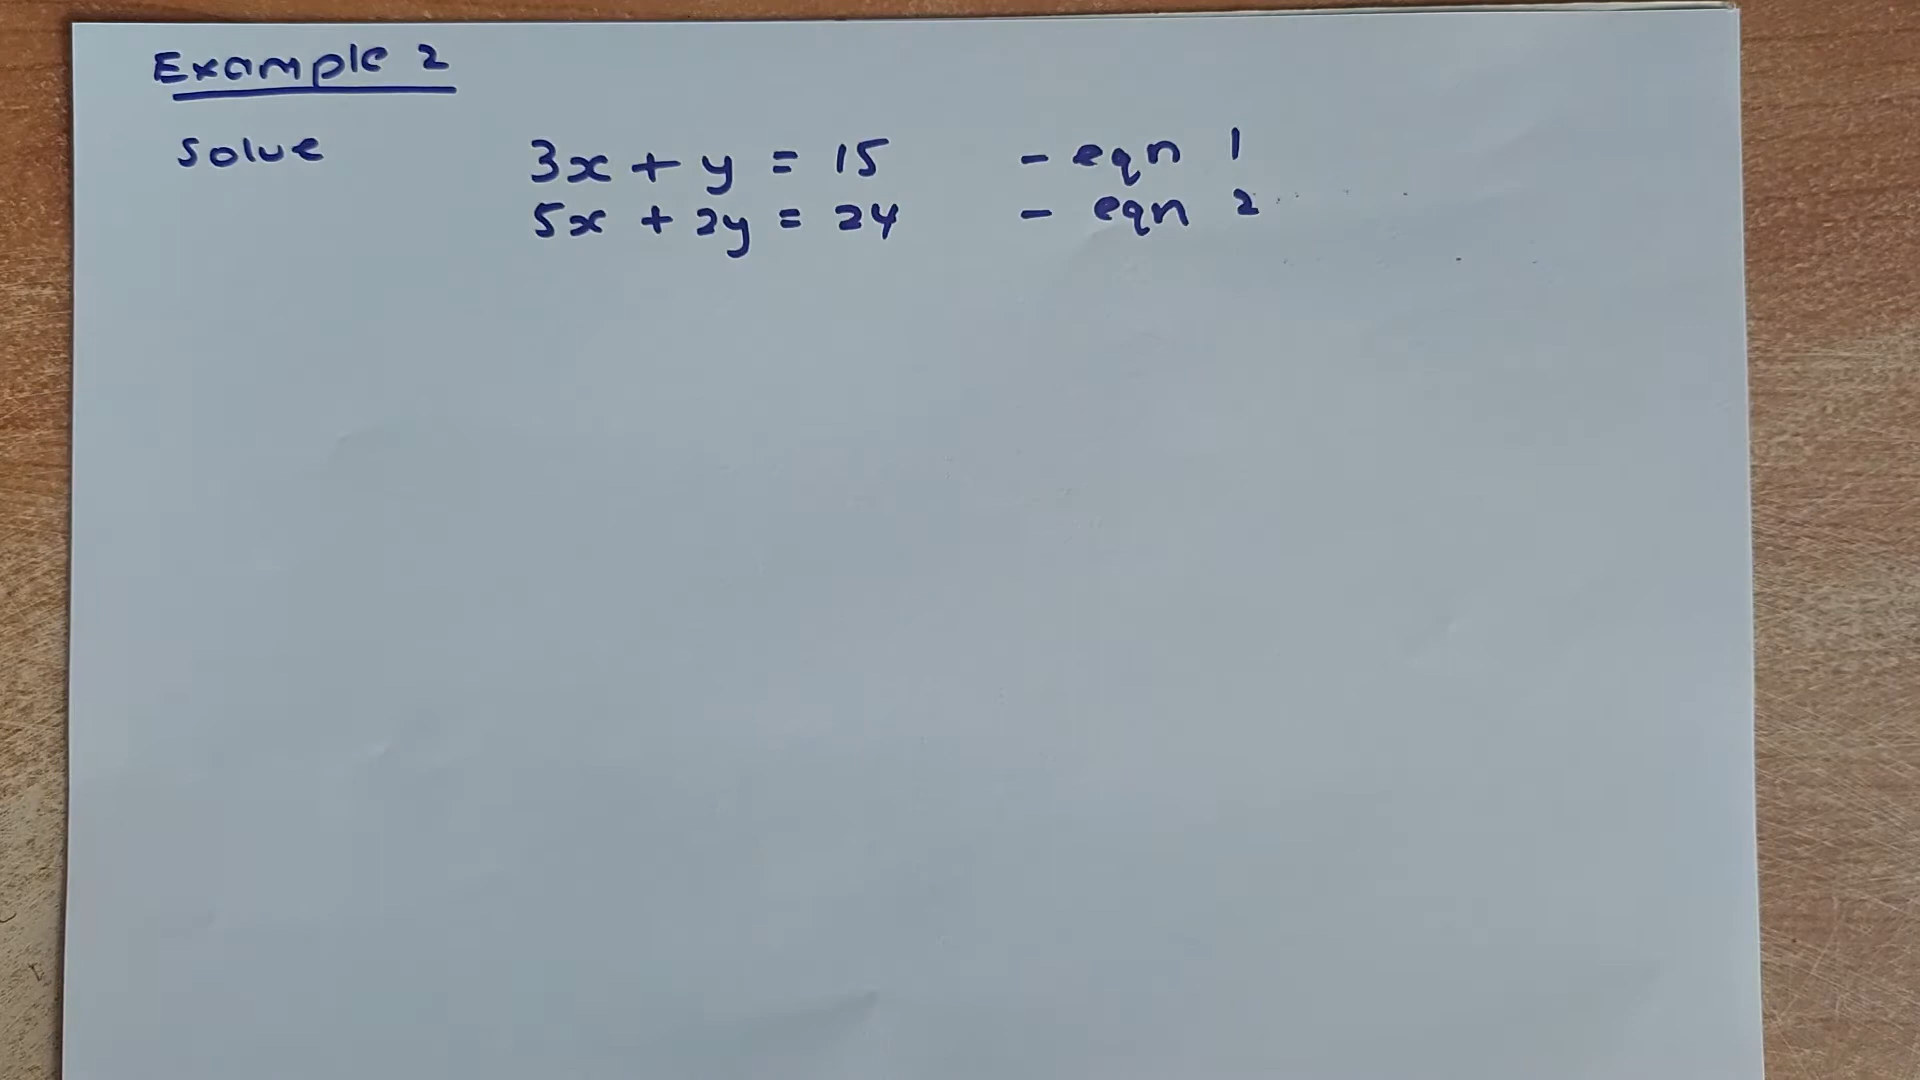 Example 2
Solve 3x + y = 15 - eqn 1
5x + 2y = 24 - eqn 2